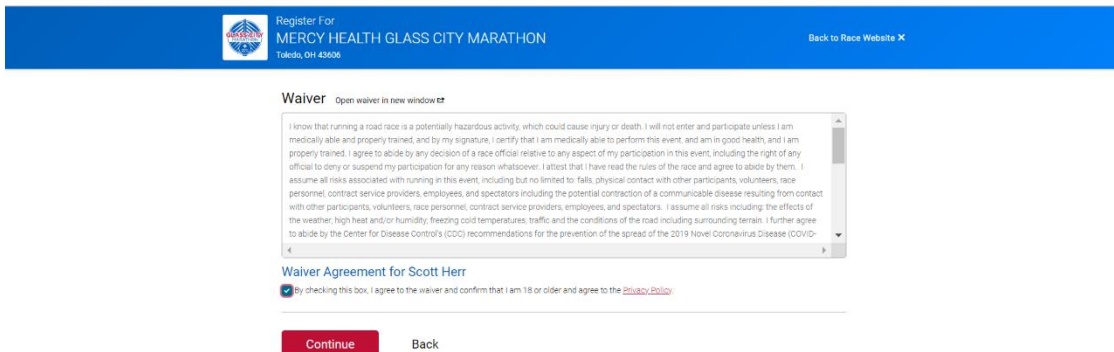 GLASS CITY
MARATHON
Register For
MERCY HEALTH GLASS CITY MARATHON
Toledo, OH 43606
Back to Race Website ✕
Waiver Open waiver in new window
I know that running a road race is a potentially hazardous activity, which could cause injury or death. I will not enter and participate unless I am
medically able and properly trained, and by my signature, I certify that I am medically able to perform this event, and am in good health, and I am
properly trained. I agree to abide by any decision of a race official relative to any aspect of my participation in this event, including the right of any
official to deny or suspend my participation for any reason whatsoever. I attest that I have read the rules of the race and agree to abide by them. I
assume all risks associated with running in this event, including but no limited to: falls, physical contact with other participants, volunteers, race
personnel, contract service providers, employees, and spectators including the potential contraction of a communicable disease resulting from contact
with other participants, volunteers, race personnel, contract service providers, employees, and spectators. I assume all risks including: the effects of
the weather; high heat and/or humidity; freezing cold temperatures; traffic and the conditions of the road including surrounding terrain. I further agree
to abide by the Center for Disease Control's (CDC) recommendations for the prevention of the spread of the 2019 Novel Coronavirus Disease (COVID-
Waiver Agreement for Scott Herr
By checking this box, I agree to the waiver and confirm that I am 18 or older and agree to the Privacy Policy.
Continue Back